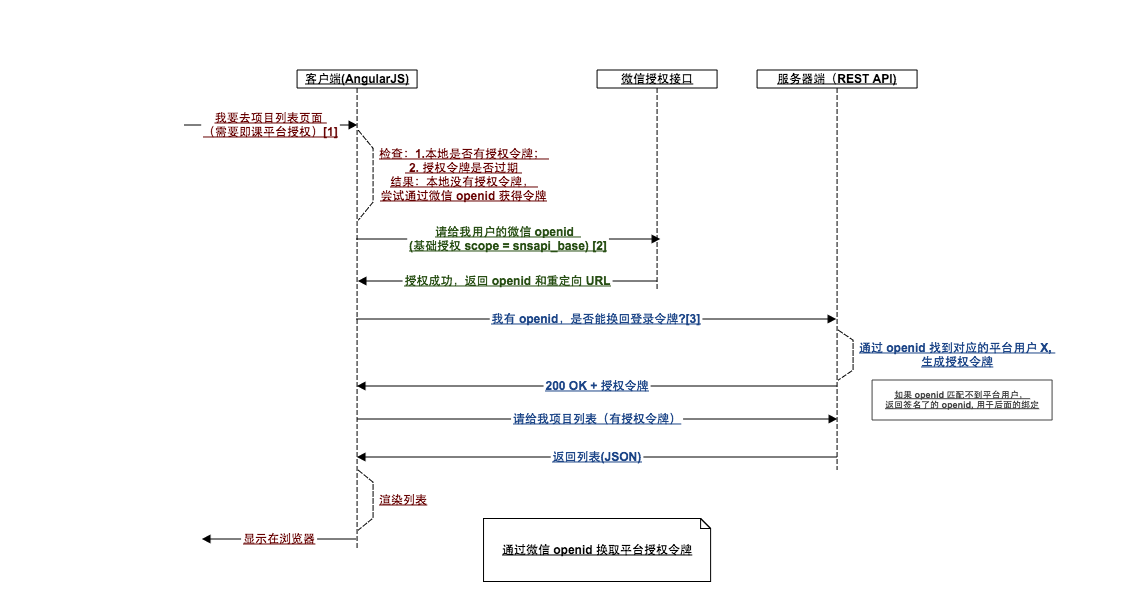 客户端(AngularJS)
微信授权接口
服务器端（REST API)
我要去项目列表页面
（需要即课平台授权）[1]
检查：1.本地是否有授权令牌；
2. 授权令牌是否过期
结果：本地没有授权令牌，
尝试通过微信 openid 获得令牌
请给我用户的微信 openid
(基础授权 scope = snsapi_base) [2]
授权成功，返回 openid 和重定向 URL
我有 openid，是否能换回登录令牌?[3]
通过 openid 找到对应的平台用户 X,
生成授权令牌
200 OK + 授权令牌
如果 openid 匹配不到平台用户，
返回签名了的 openid, 用于后面的绑定
请给我项目列表（有授权令牌）
返回列表(JSON)
渲染列表
显示在浏览器
通过微信 openid 换取平台授权令牌